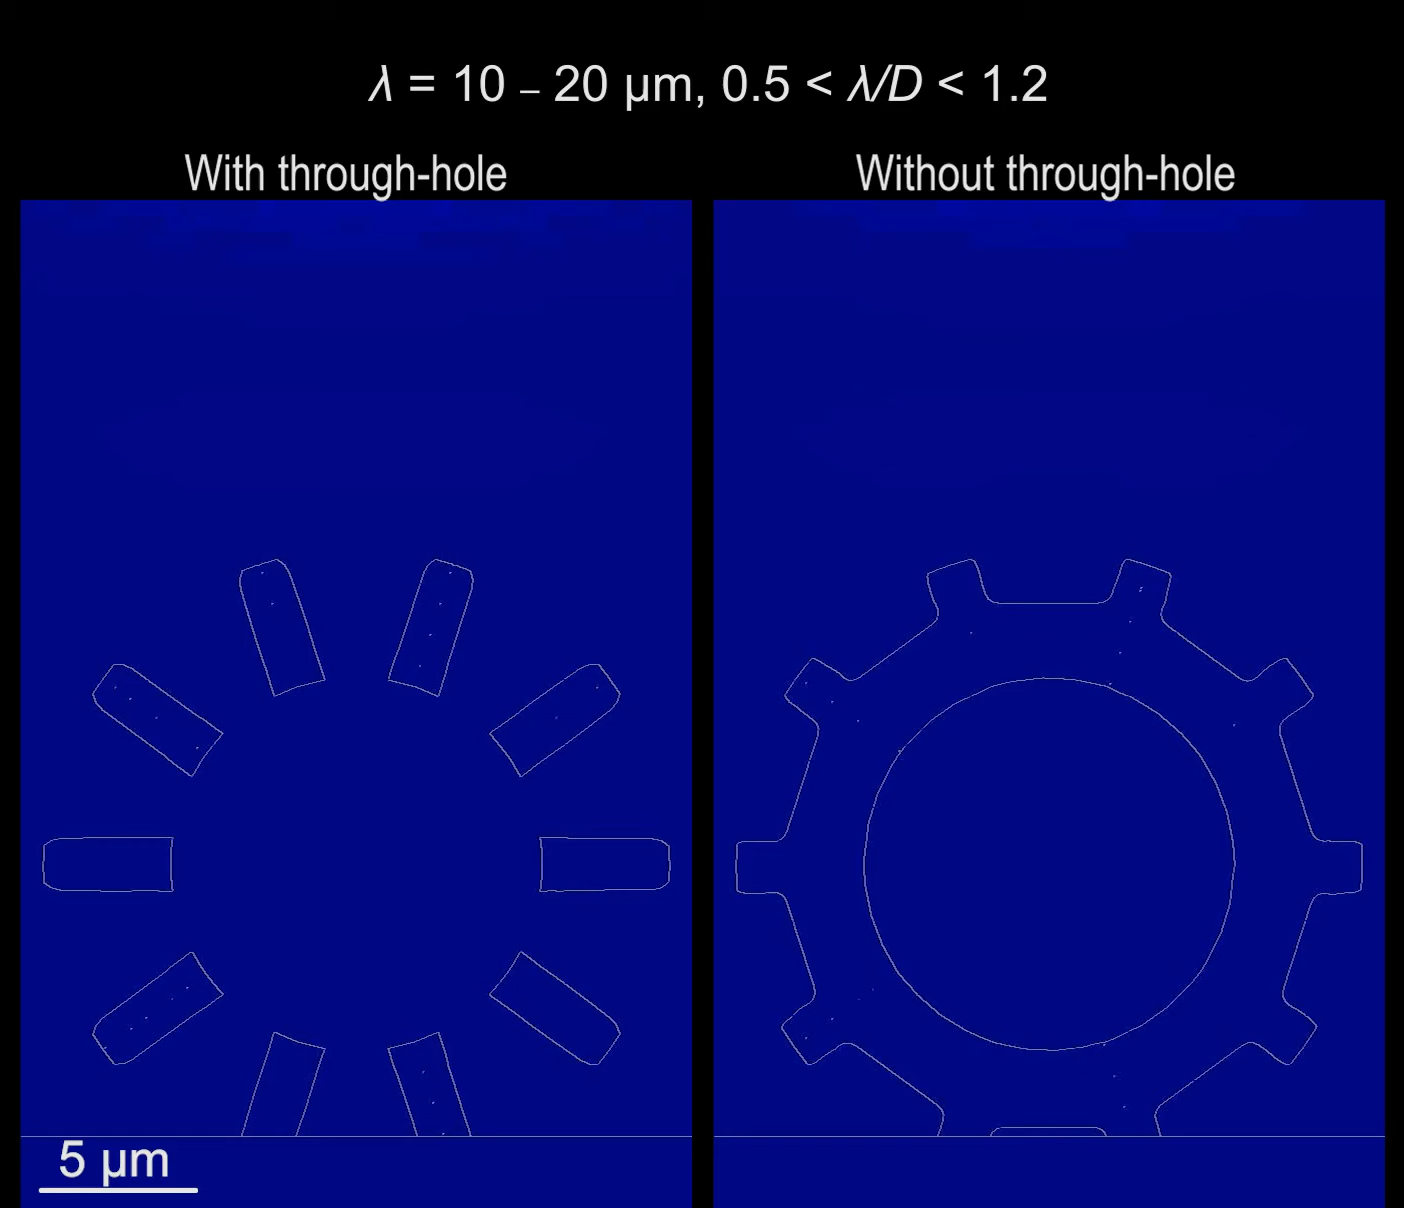 λ = 10 – 20 μm, 0.5 < λ/D < 1.2
With through-hole
Without through-hole
5 μm